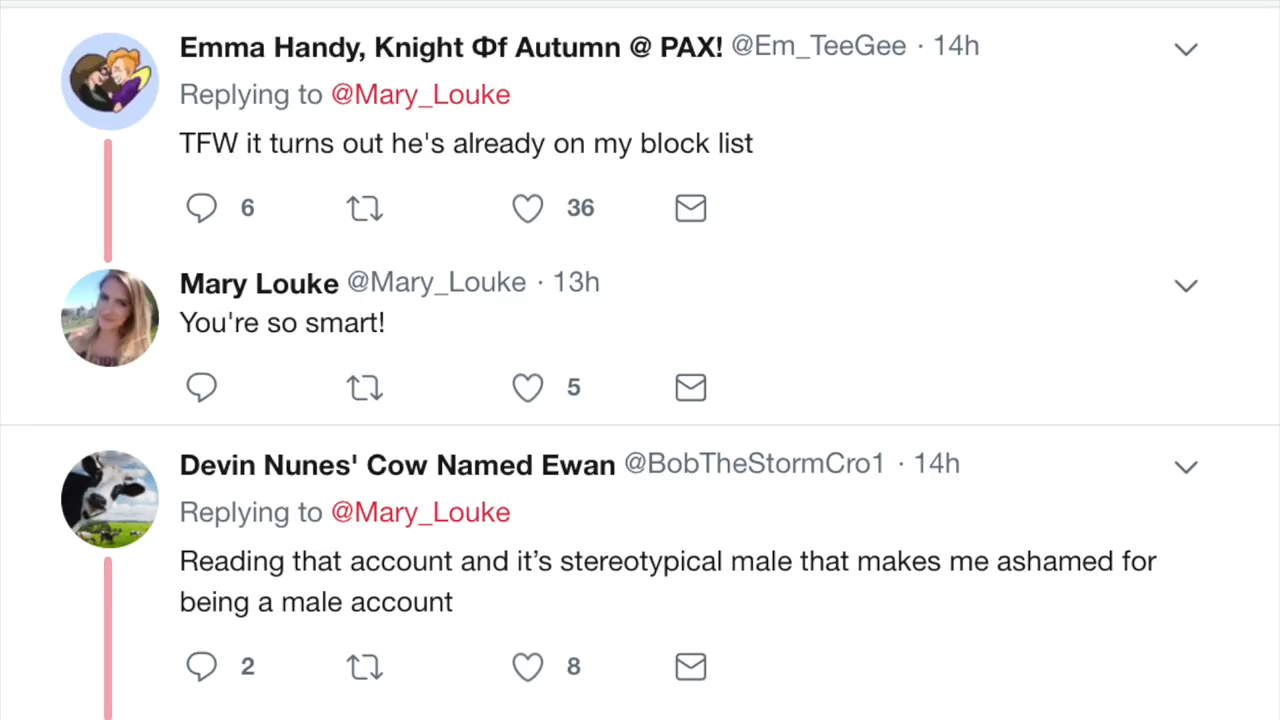 Emma Handy, Knight Φf Autumn @ PAX! @Em_TeeGee · 14h
Replying to @Mary_Louke
TFW it turns out he's already on my block list
6 36
Mary Louke @Mary_Louke · 13h
You're so smart!
5
Devin Nunes' Cow Named Ewan @BobTheStormCro1 · 14h
Replying to @Mary_Louke
Reading that account and it’s stereotypical male that makes me ashamed for
being a male account
2 8